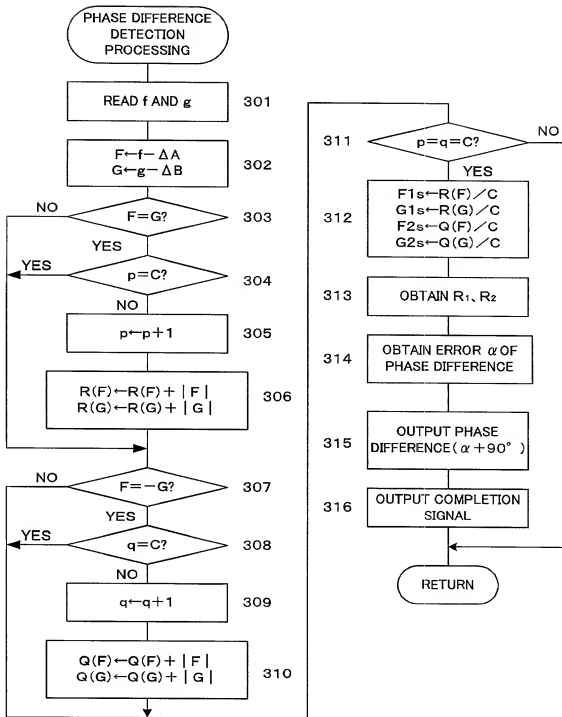 PHASE DIFFERENCE
DETECTION
PROCESSING
READ f AND g
301
F←f−ΔA
G←g−ΔB
302
NO
F=G?
303
YES
YES
p=C?
304
NO
p←p+1
305
R(F)←R(F)+|F|
R(G)←R(G)+|G|
306
NO
F=−G?
307
YES
YES
q=C?
308
NO
q←q+1
309
Q(F)←Q(F)+|F|
Q(G)←Q(G)+|G|
310
311
p=q=C?
NO
YES
312
F1s←R(F)/C
G1s←R(G)/C
F2s←Q(F)/C
G2s←Q(G)/C
313
OBTAIN R₁、R₂
314
OBTAIN ERROR α OF
PHASE DIFFERENCE
315
OUTPUT PHASE
DIFFERENCE(α+90°)
316
OUTPUT COMPLETION
SIGNAL
RETURN